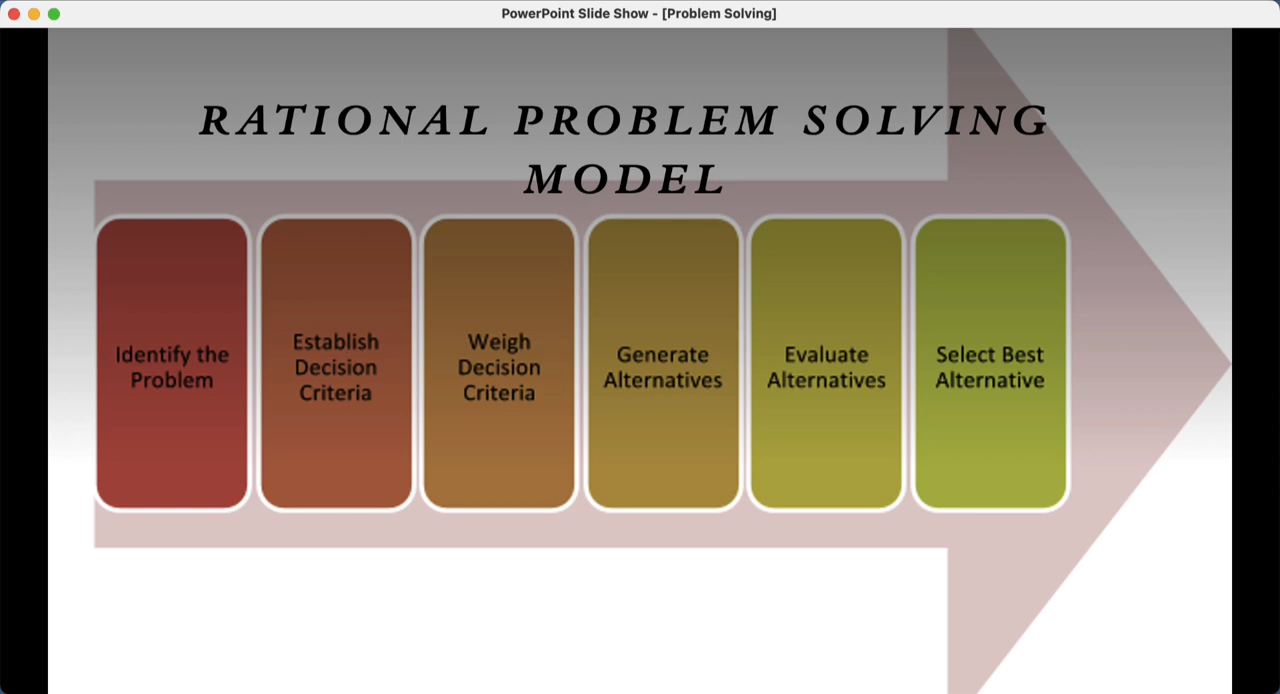 PowerPoint Slide Show - [Problem Solving]
RATIONAL PROBLEM SOLVING
MODEL
Identify the
Problem
Establish
Decision
Criteria
Weigh
Decision
Criteria
Generate
Alternatives
Evaluate
Alternatives
Select Best
Alternative